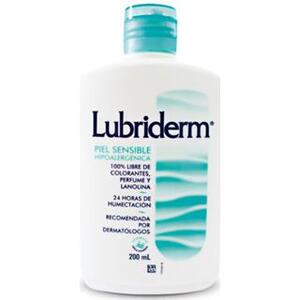 Lubriderm®
PIEL SENSIBLE
HIPOALERGÉNICA
100% LIBRE DE
COLORANTES,
PERFUME Y
LANOLINA
24 HORAS DE
HUMECTACIÓN
RECOMENDADA
POR
DERMATÓLOGOS
200 mL